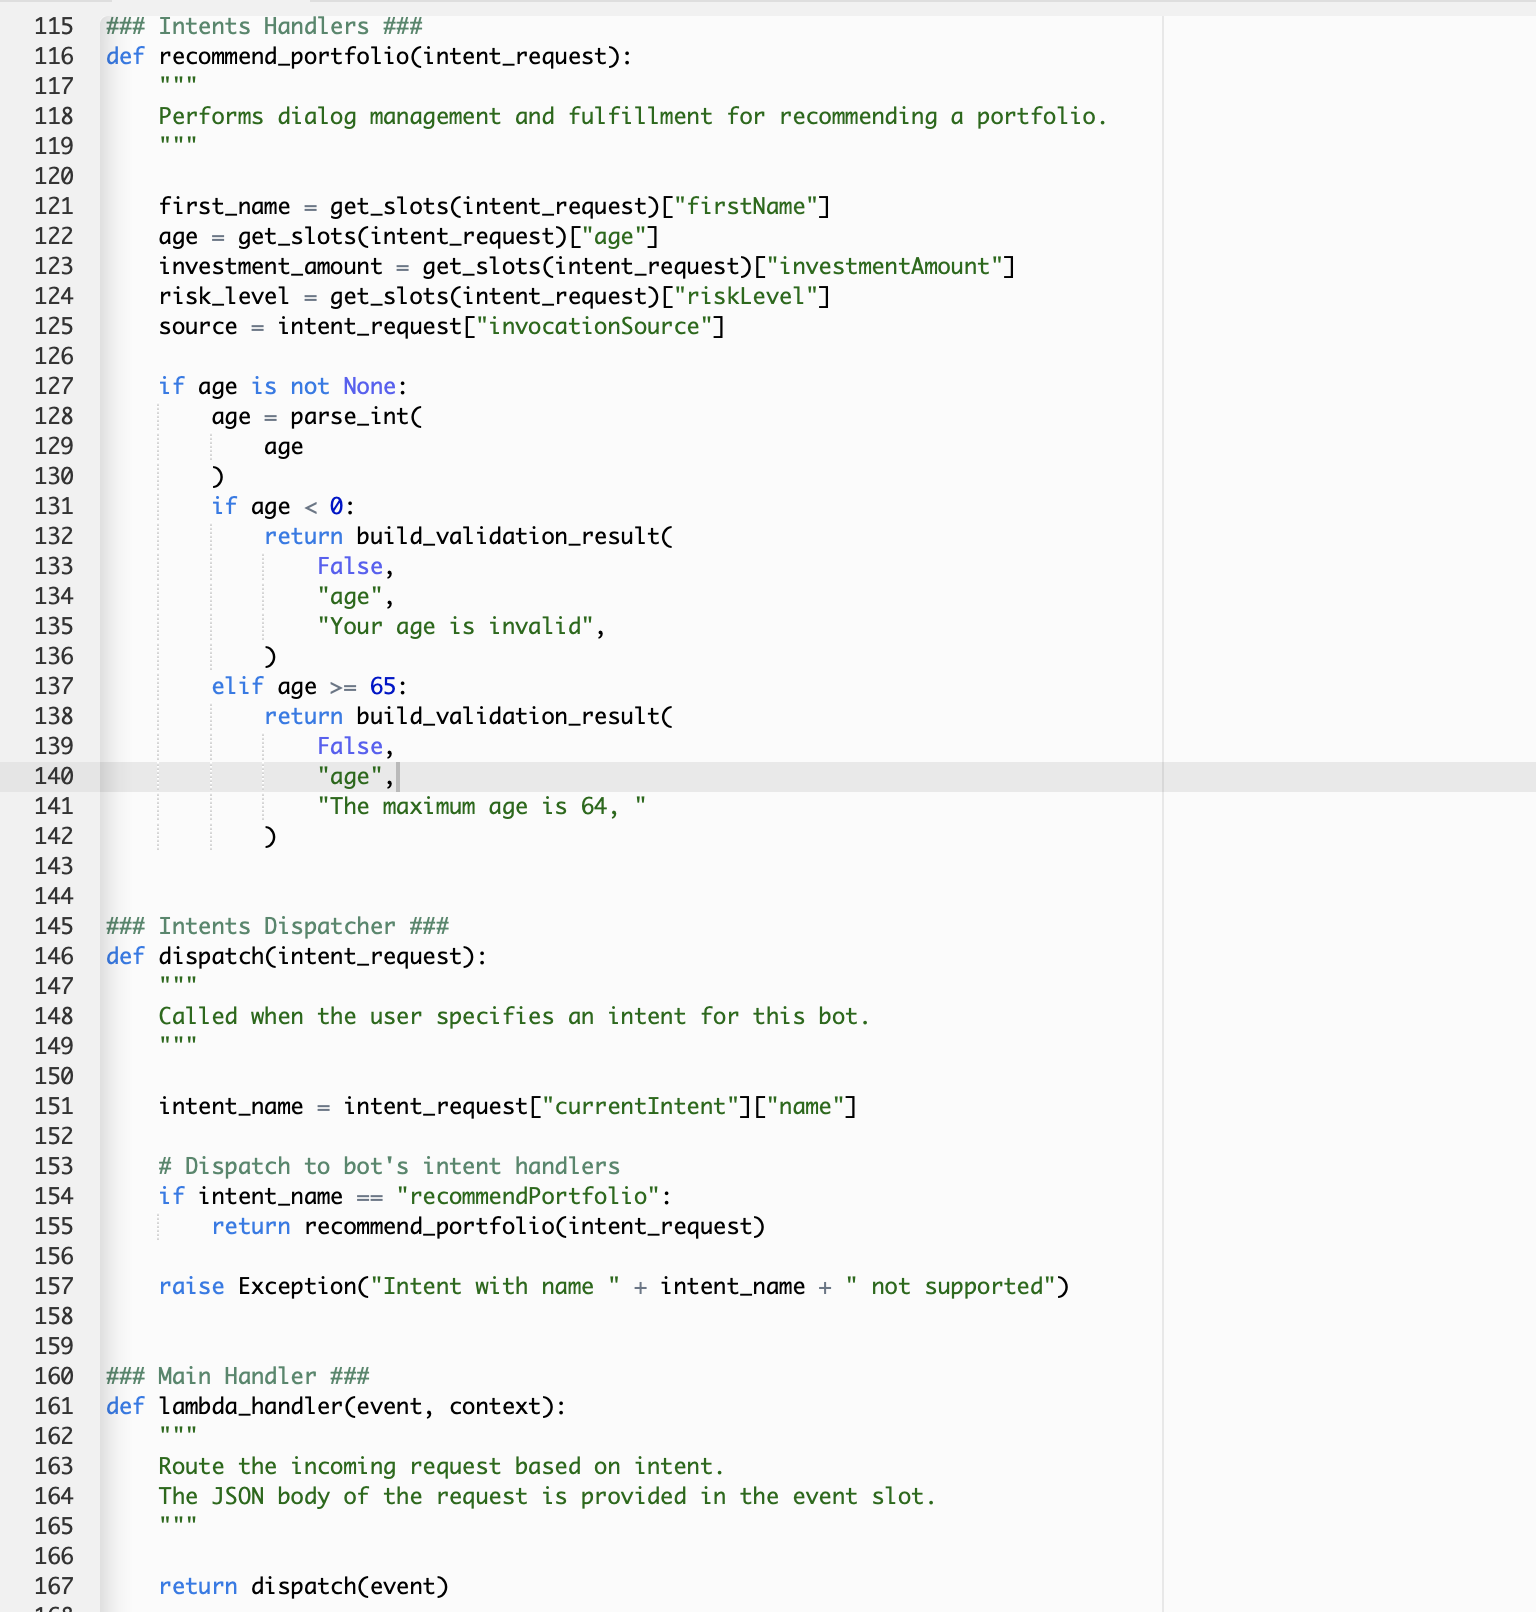 115 ### Intents Handlers ###
116 def recommend_portfolio(intent_request):
117     """
118     Performs dialog management and fulfillment for recommending a portfolio.
119     """
120
121     first_name = get_slots(intent_request)["firstName"]
122     age = get_slots(intent_request)["age"]
123     investment_amount = get_slots(intent_request)["investmentAmount"]
124     risk_level = get_slots(intent_request)["riskLevel"]
125     source = intent_request["invocationSource"]
126
127     if age is not None:
128         age = parse_int(
129             age
130         )
131         if age < 0:
132             return build_validation_result(
133                 False,
134                 "age",
135                 "Your age is invalid",
136             )
137         elif age >= 65:
138             return build_validation_result(
139                 False,
140                 "age",
141                 "The maximum age is 64, "
142             )
143
144
145 ### Intents Dispatcher ###
146 def dispatch(intent_request):
147     """
148     Called when the user specifies an intent for this bot.
149     """
150
151     intent_name = intent_request["currentIntent"]["name"]
152
153     # Dispatch to bot's intent handlers
154     if intent_name == "recommendPortfolio":
155         return recommend_portfolio(intent_request)
156
157     raise Exception("Intent with name " + intent_name + " not supported")
158
159
160 ### Main Handler ###
161 def lambda_handler(event, context):
162     """
163     Route the incoming request based on intent.
164     The JSON body of the request is provided in the event slot.
165     """
166
167     return dispatch(event)